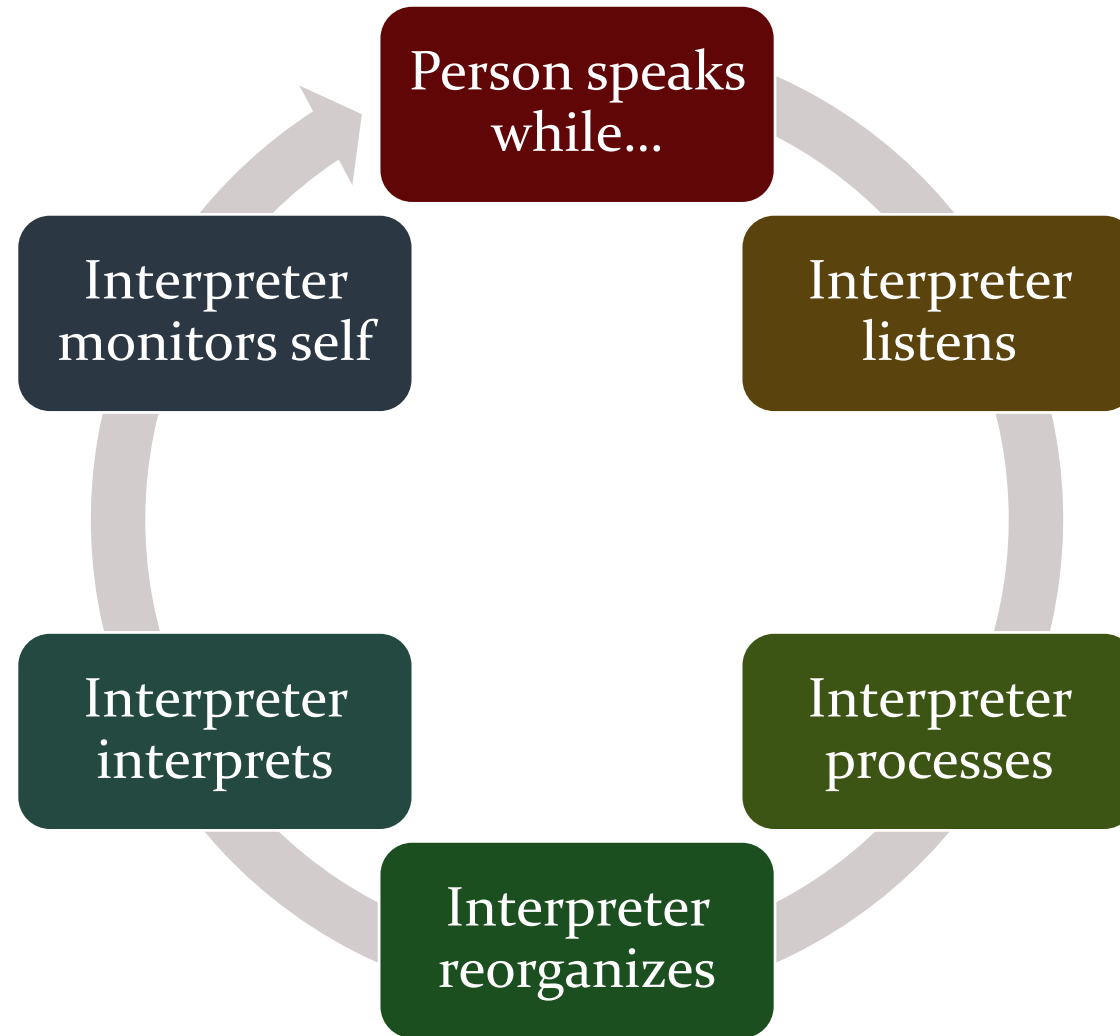 Person speaks
while...
Interpreter
listens
Interpreter
processes
Interpreter
reorganizes
Interpreter
interprets
Interpreter
monitors self